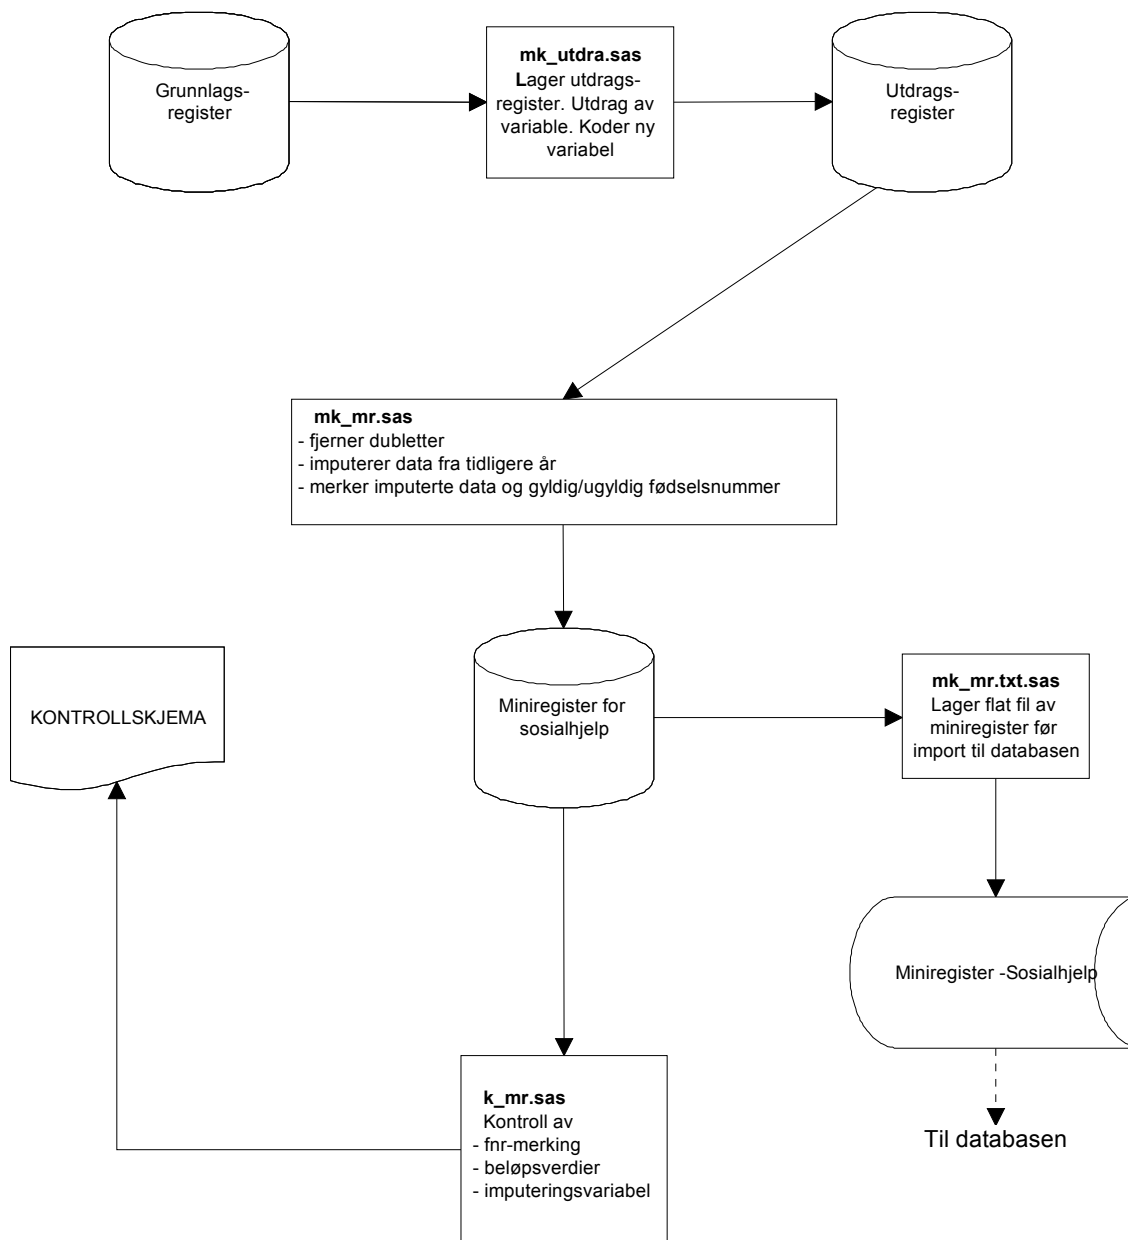 Grunnlags-
register
mk_utdra.sas
Lager utdrags-
register. Utdrag av
variable. Koder ny
variabel
Utdrags-
register
mk_mr.sas
- fjerner dubletter
- imputerer data fra tidligere år
- merker imputerte data og gyldig/ugyldig fødselsnummer
KONTROLLSKJEMA
Miniregister for
sosialhjelp
mk_mr.txt.sas
Lager flat fil av
miniregister før
import til databasen
Miniregister -Sosialhjelp
Til databasen
k_mr.sas
Kontroll av
- fnr-merking
- beløpsverdier
- imputeringsvariabel